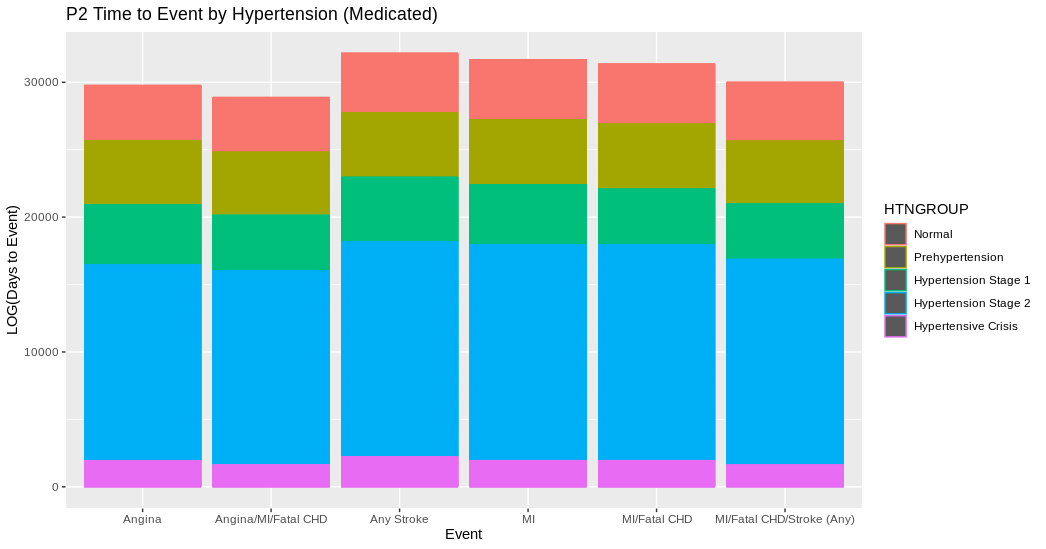 P2 Time to Event by Hypertension (Medicated)
LOG(Days to Event)
30000
20000
10000
0
Angina
Angina/MI/Fatal CHD
Any Stroke
MI
MI/Fatal CHD
MI/Fatal CHD/Stroke (Any)
Event
HTNGROUP
Normal
Prehypertension
Hypertension Stage 1
Hypertension Stage 2
Hypertensive Crisis